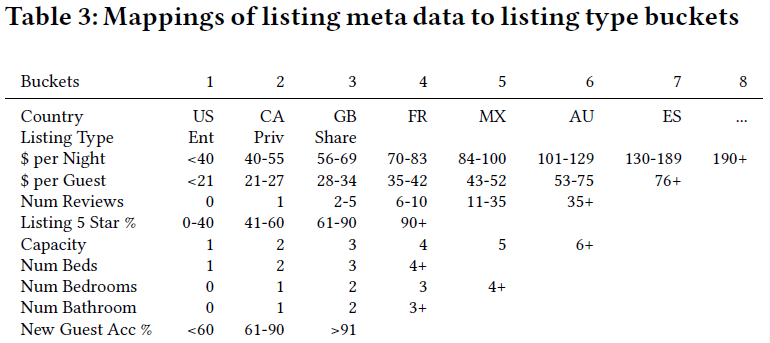 Table 3: Mappings of listing meta data to listing type buckets
Buckets 1 2 3 4 5 6 7 8
Country US CA GB FR MX AU ES ...
Listing Type Ent Priv Share
$ per Night <40 40-55 56-69 70-83 84-100 101-129 130-189 190+
$ per Guest <21 21-27 28-34 35-42 43-52 53-75 76+
Num Reviews 0 1 2-5 6-10 11-35 35+
Listing 5 Star % 0-40 41-60 61-90 90+
Capacity 1 2 3 4 5 6+
Num Beds 1 2 3 4+
Num Bedrooms 0 1 2 3 4+
Num Bathroom 0 1 2 3+
New Guest Acc % <60 61-90 >91